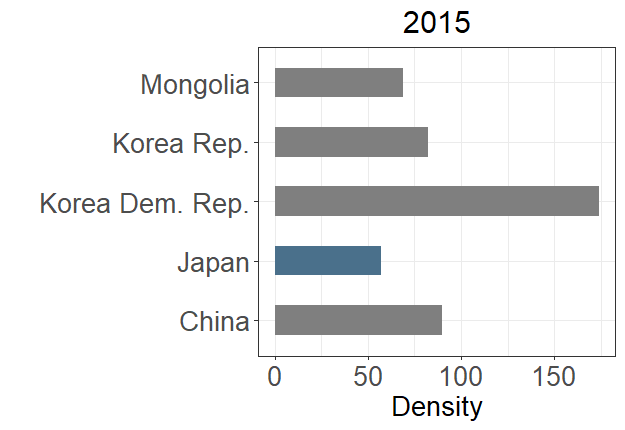 2015
Mongolia
Korea Rep.
Korea Dem. Rep.
Japan
China
0 50 100 150
Density